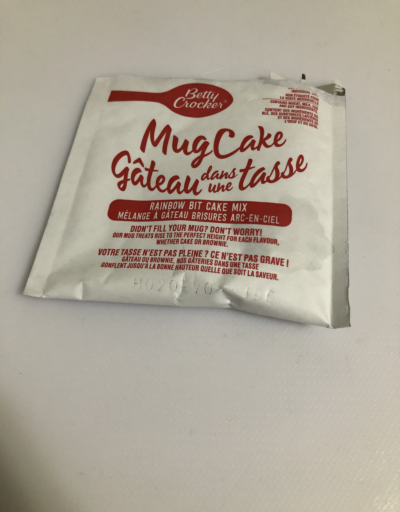 Betty
Crocker
Mug Cake
Gâteau dans une tasse
RAINBOW BIT CAKE MIX
MÉLANGE À GÂTEAU BRISURES ARC-EN-CIEL
DIDN'T FILL YOUR MUG? DON'T WORRY!
OUR MUG TREATS RISE TO THE PERFECT HEIGHT FOR EACH FLAVOUR,
WHETHER CAKE OR BROWNIE.
VOTRE TASSE N'EST PAS PLEINE? CE N'EST PAS GRAVE!
GÂTEAU OU BROWNIE, NOS GÂTERIES DANS UNE TASSE
GONFLENT JUSQU'À LA BONNE HAUTEUR QUELLE QUE SOIT LA SAVEUR.